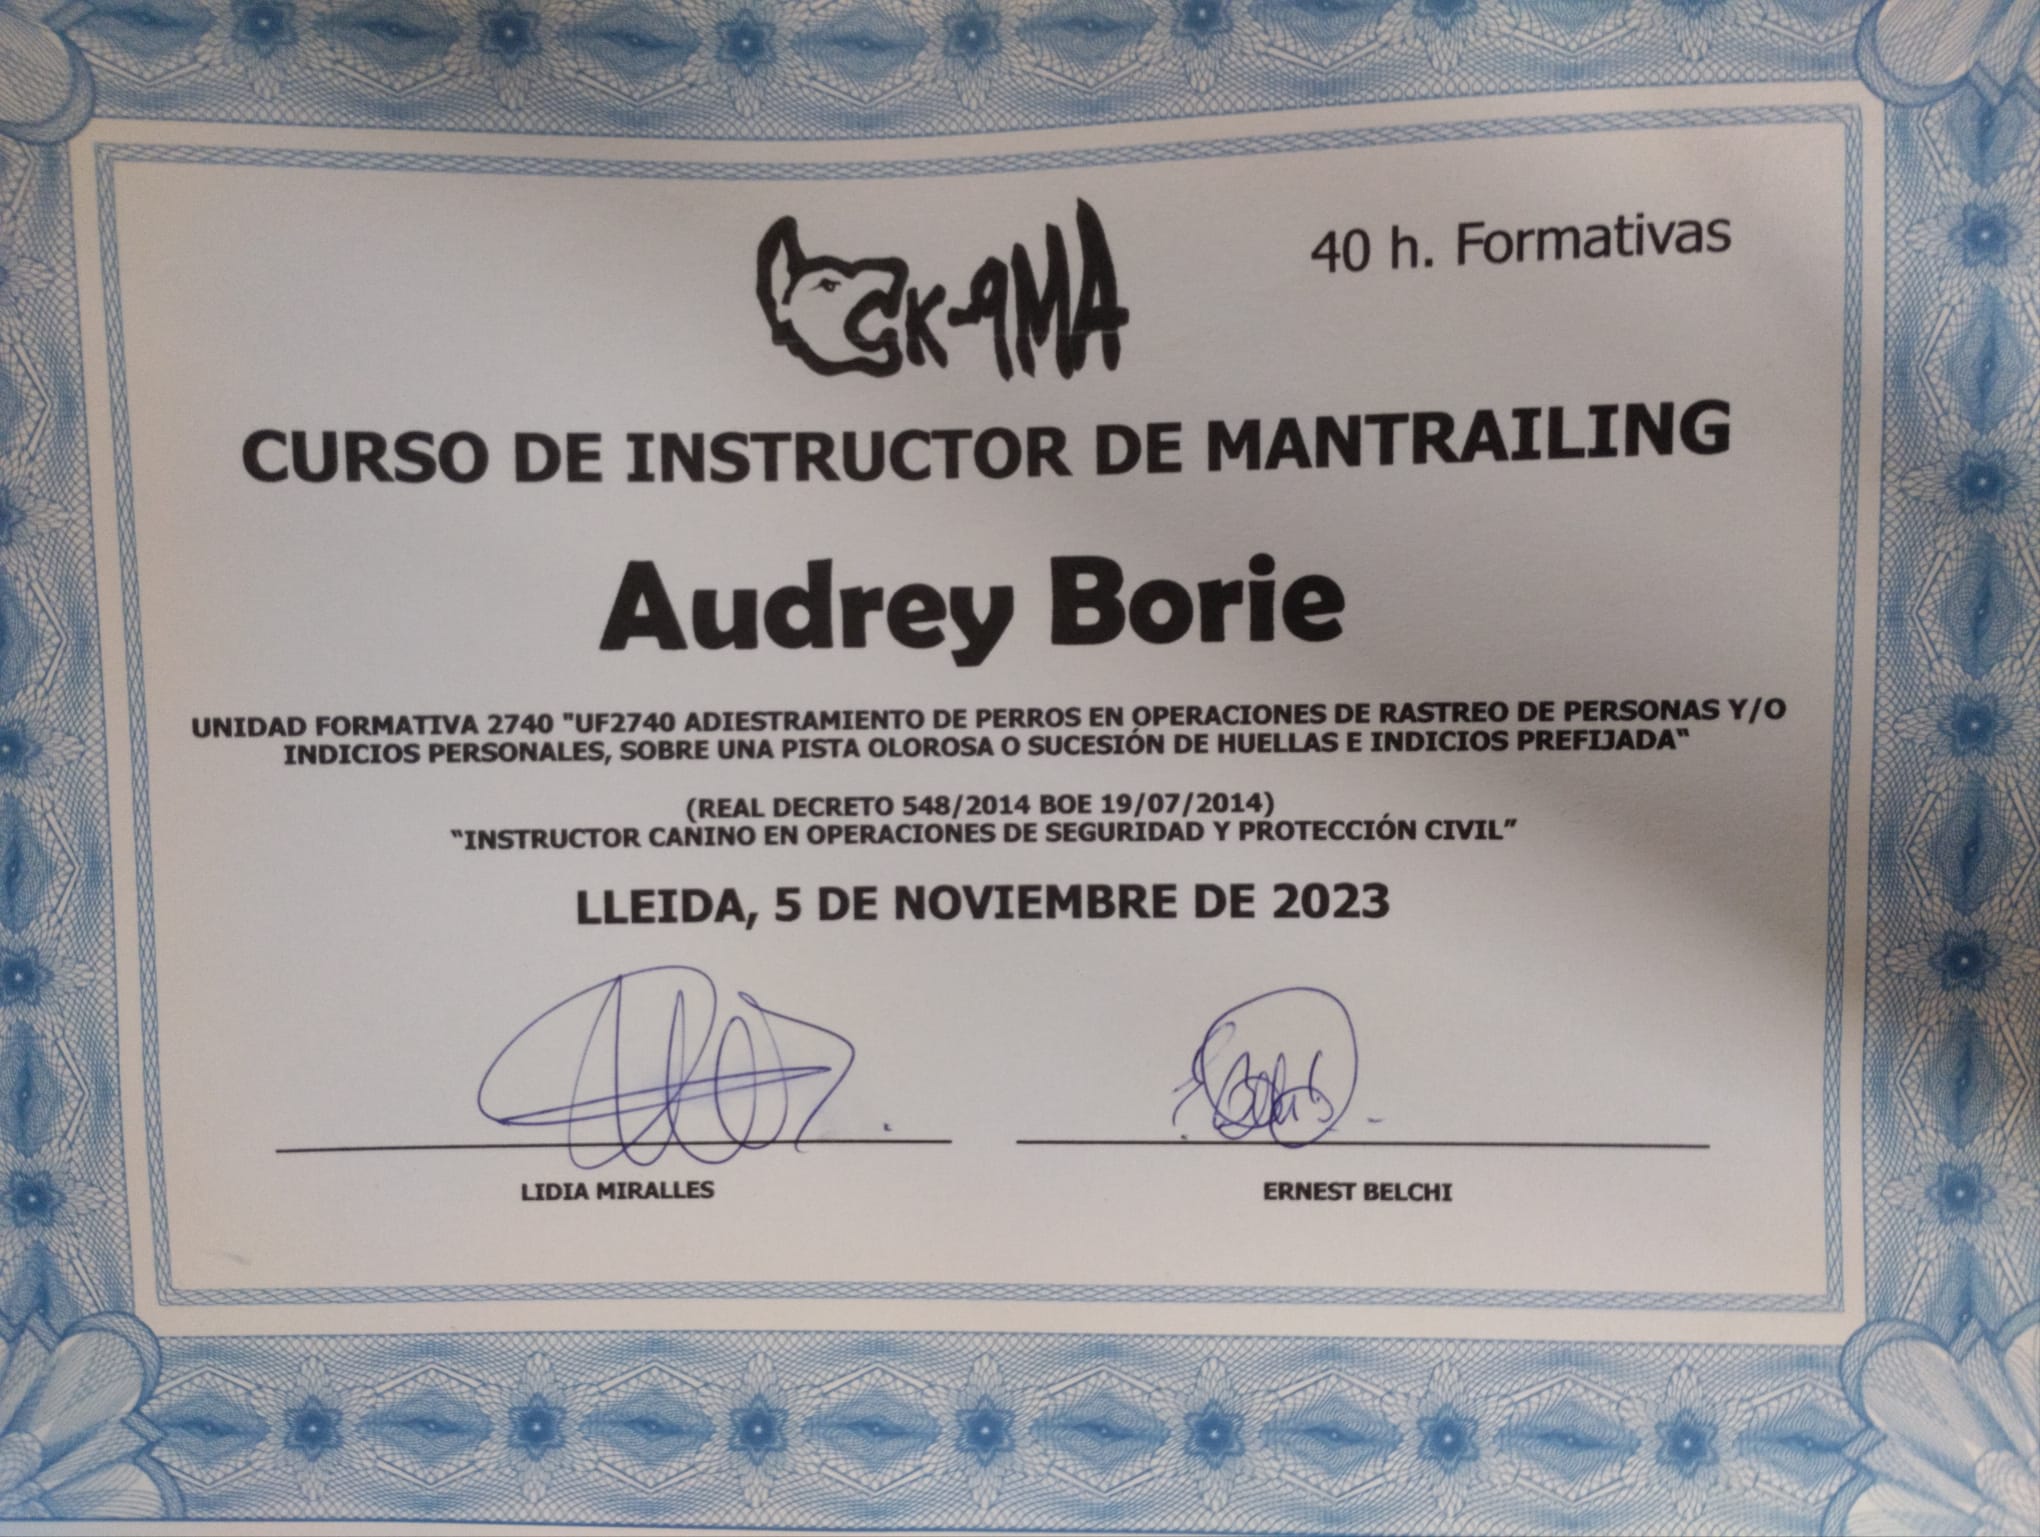 GK-9MA
40 h. Formativas
CURSO DE INSTRUCTOR DE MANTRAILING
Audrey Borie
UNIDAD FORMATIVA 2740 "UF2740 ADIESTRAMIENTO DE PERROS EN OPERACIONES DE RASTREO DE PERSONAS Y/O
INDICIOS PERSONALES, SOBRE UNA PISTA OLOROSA O SUCESIÓN DE HUELLAS E INDICIOS PREFIJADA"
(REAL DECRETO 548/2014 BOE 19/07/2014)
"INSTRUCTOR CANINO EN OPERACIONES DE SEGURIDAD Y PROTECCIÓN CIVIL"
LLEIDA, 5 DE NOVIEMBRE DE 2023
LIDIA MIRALLES
ERNEST BELCHI